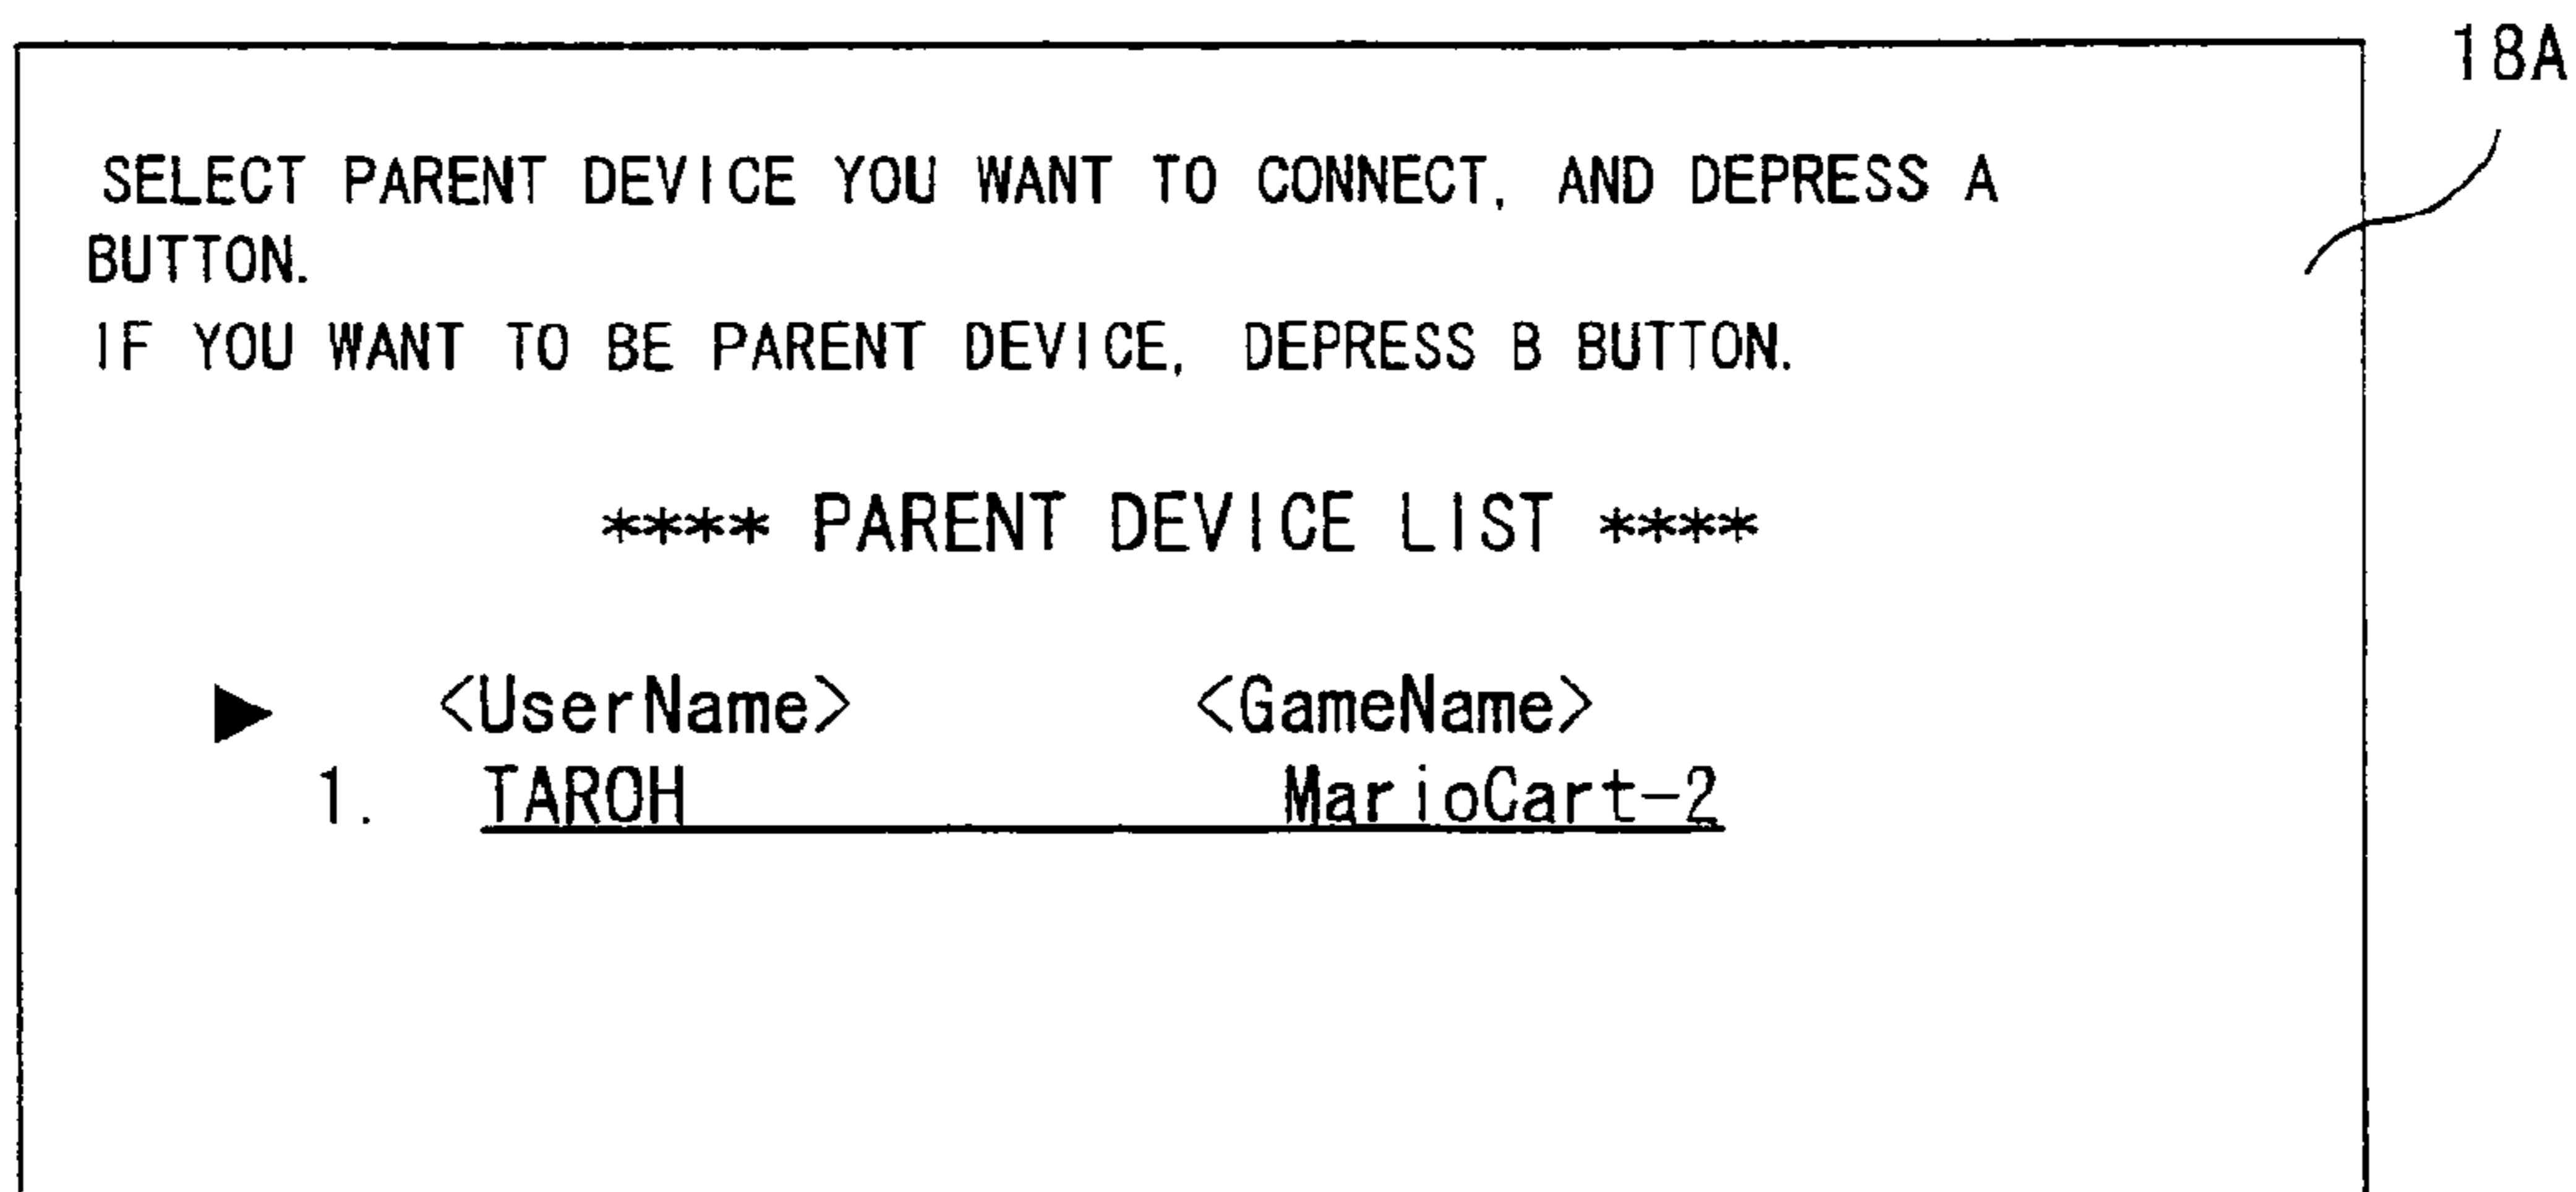 18A
SELECT PARENT DEVICE YOU WANT TO CONNECT, AND DEPRESS A
BUTTON.
IF YOU WANT TO BE PARENT DEVICE, DEPRESS B BUTTON.
**** PARENT DEVICE LIST ****
<UserName> <GameName>
1. TAROH MarioCart-2